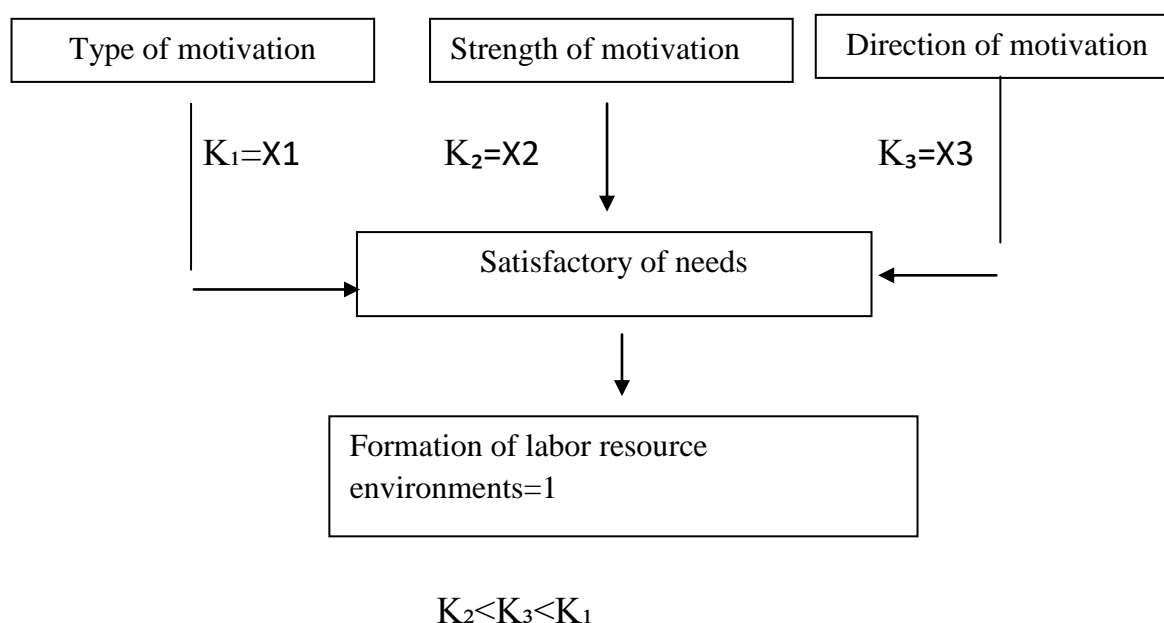 Type of motivation
Strength of motivation
Direction of motivation
K₁=X1
K₂=X2
K₃=X3
Satisfactory of needs
Formation of labor resource
environments=1
K₂<K₃<K₁